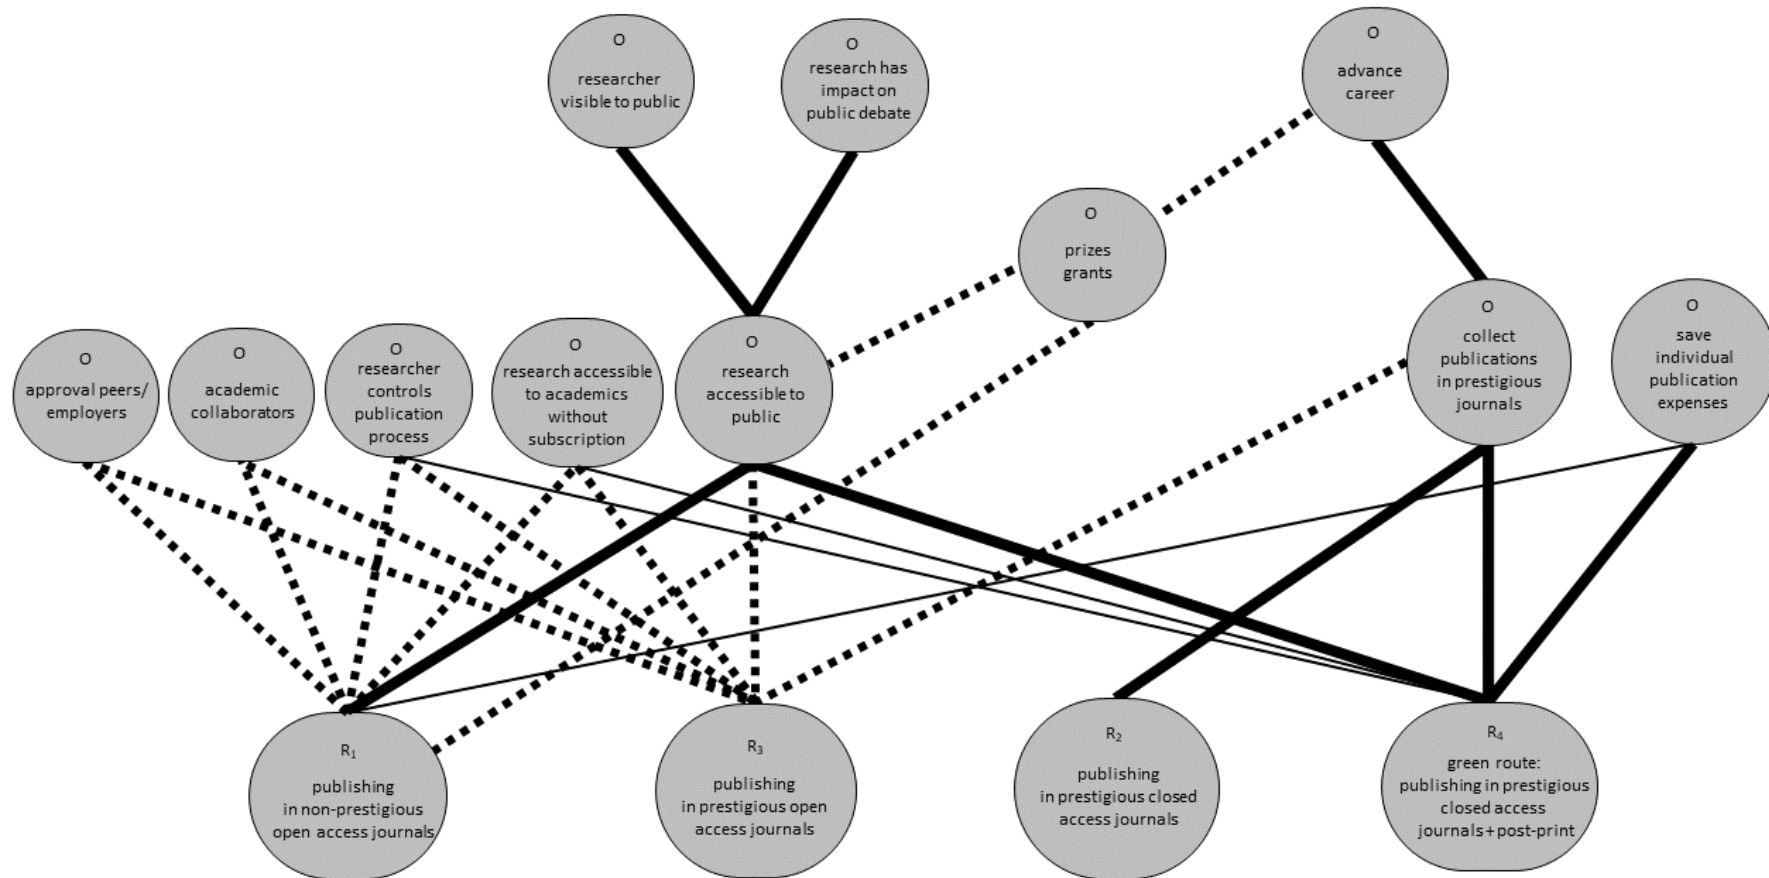 O
researcher
visible to public
O
research has
impact on
public debate
O
advance
career
O
prizes
grants
O
approval peers/
employers
O
academic
collaborators
O
researcher
controls
publication
process
O
research accessible
to academics
without
subscription
O
research
accessible to
public
O
collect
publications
in prestigious
journals
O
save
individual
publication
expenses
R₁
publishing
in non-prestigious
open access journals
R₃
publishing
in prestigious open
access journals
R₂
publishing
in prestigious closed
access journals
R₄
green route:
publishing in prestigious
closed access
journals + post-print